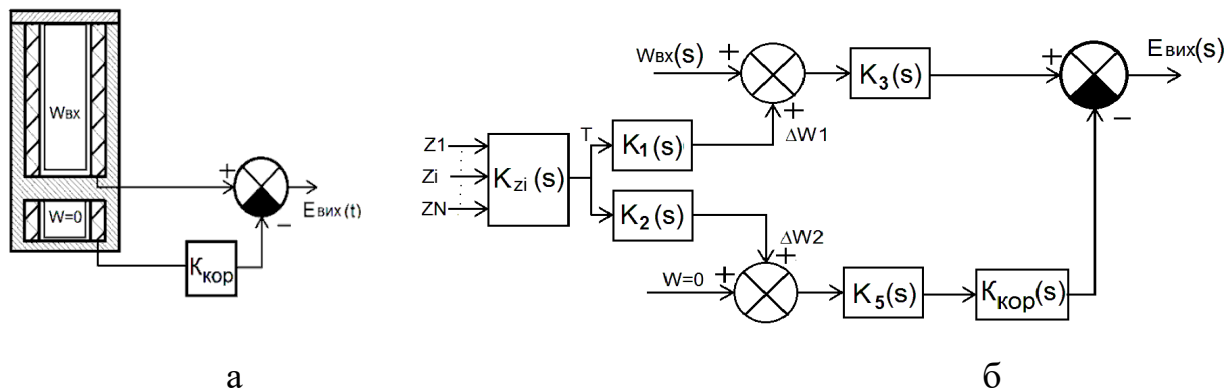 Wвх
W=0
+
−
Eвих(t)
Kкор
а
Wвх(s)
+
+
ΔW1
K3(s)
+
−
Eвих(s)
Z1
Zi
ZN
Kzi(s)
T
K1(s)
K2(s)
ΔW2
+
W=0
+
K5(s)
Kкор(s)
б